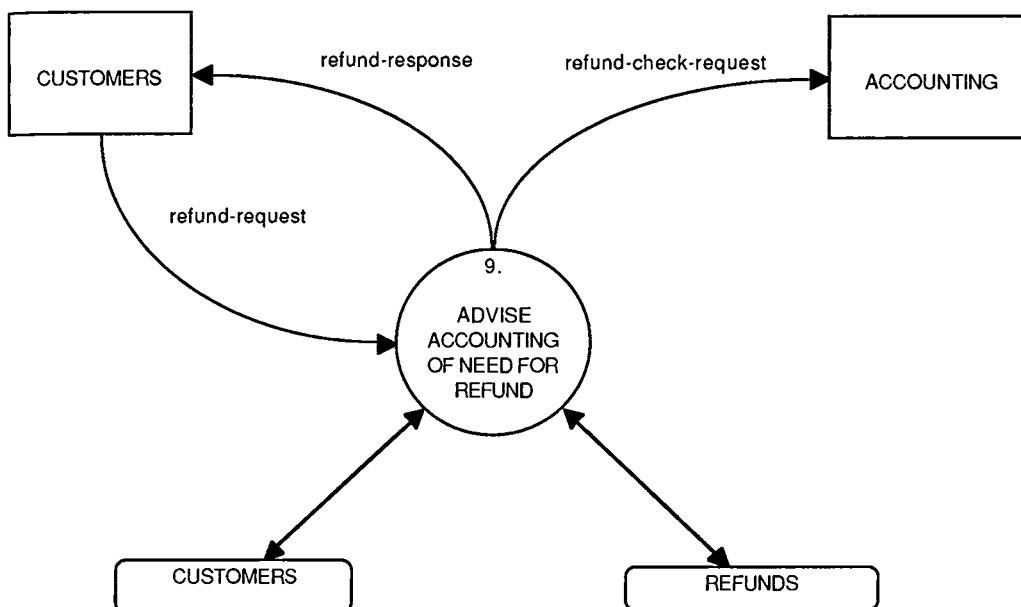 CUSTOMERS
refund-response
refund-check-request
ACCOUNTING
refund-request
9.
ADVISE
ACCOUNTING
OF NEED FOR
REFUND
CUSTOMERS
REFUNDS